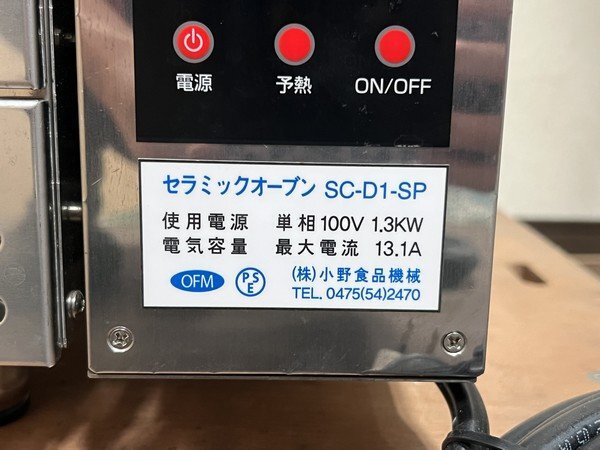 電源 予熱 ON/OFF
セラミックオーブン SC-D1-SP
使用電源 単相100V 1.3KW
電気容量 最大電流 13.1A
OFM PSE (株)小野食品機械
TEL. 0475(54)2470